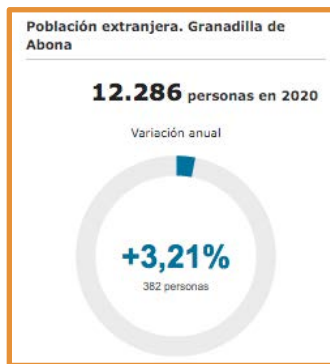 Población extranjera. Granadilla de
Abona
12.286 personas en 2020
Variación anual
+3,21%
382 personas